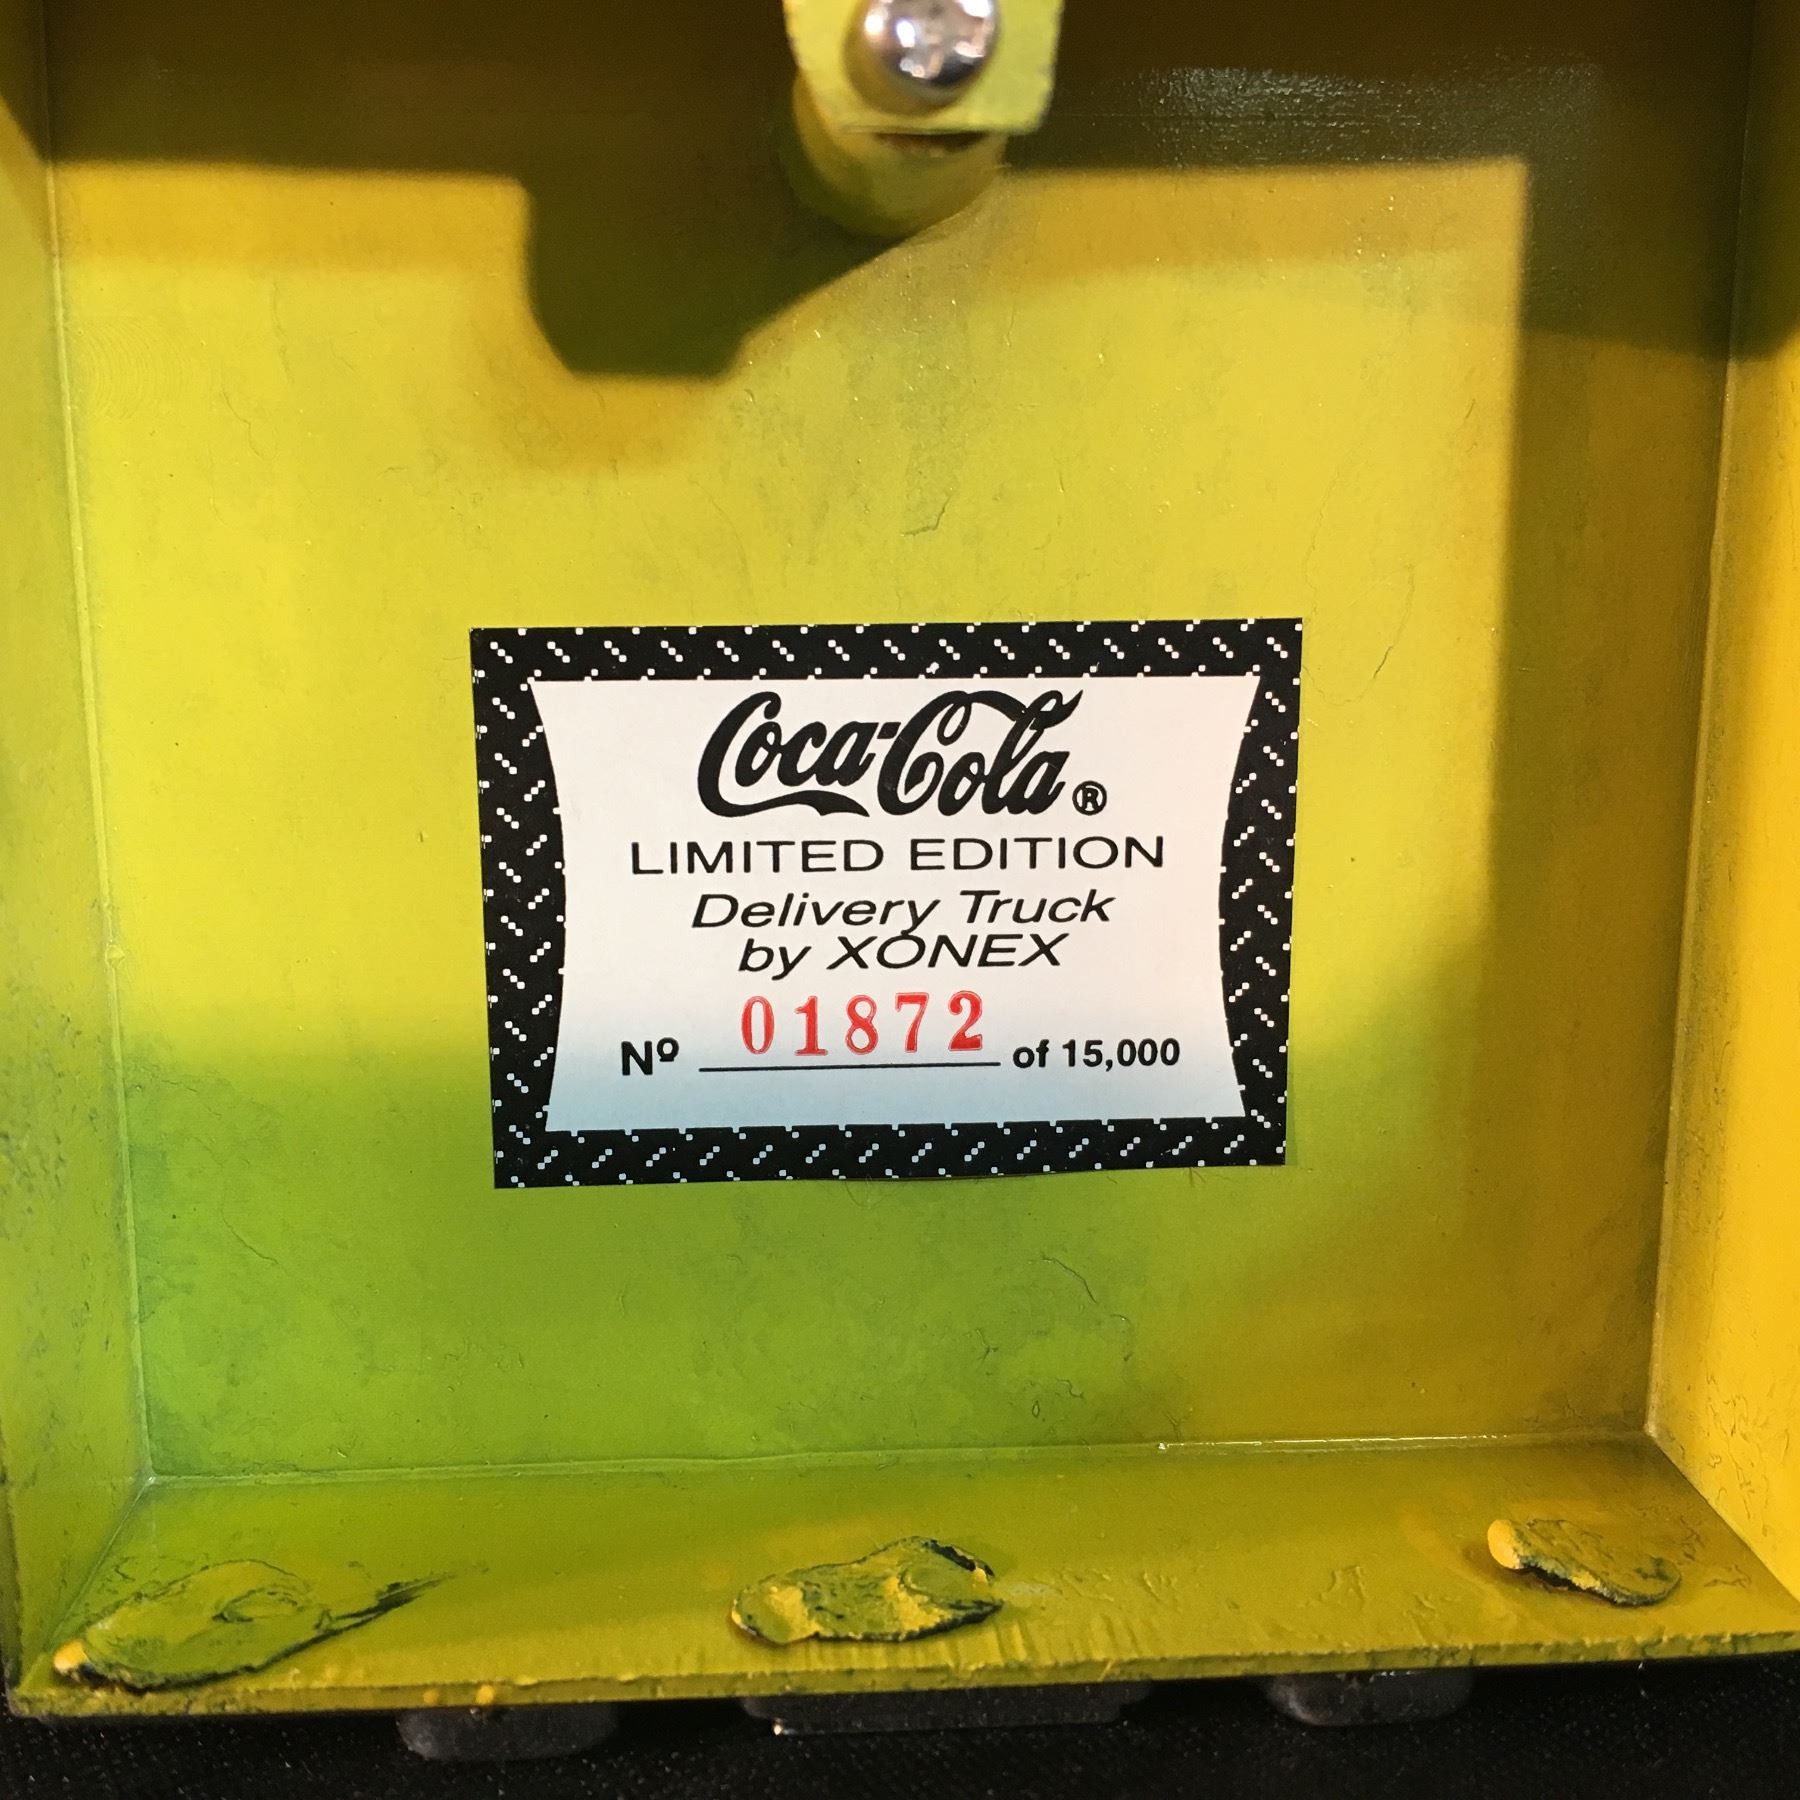 Coca-Cola®
LIMITED EDITION
Delivery Truck
by XONEX
Nº 01872 of 15,000